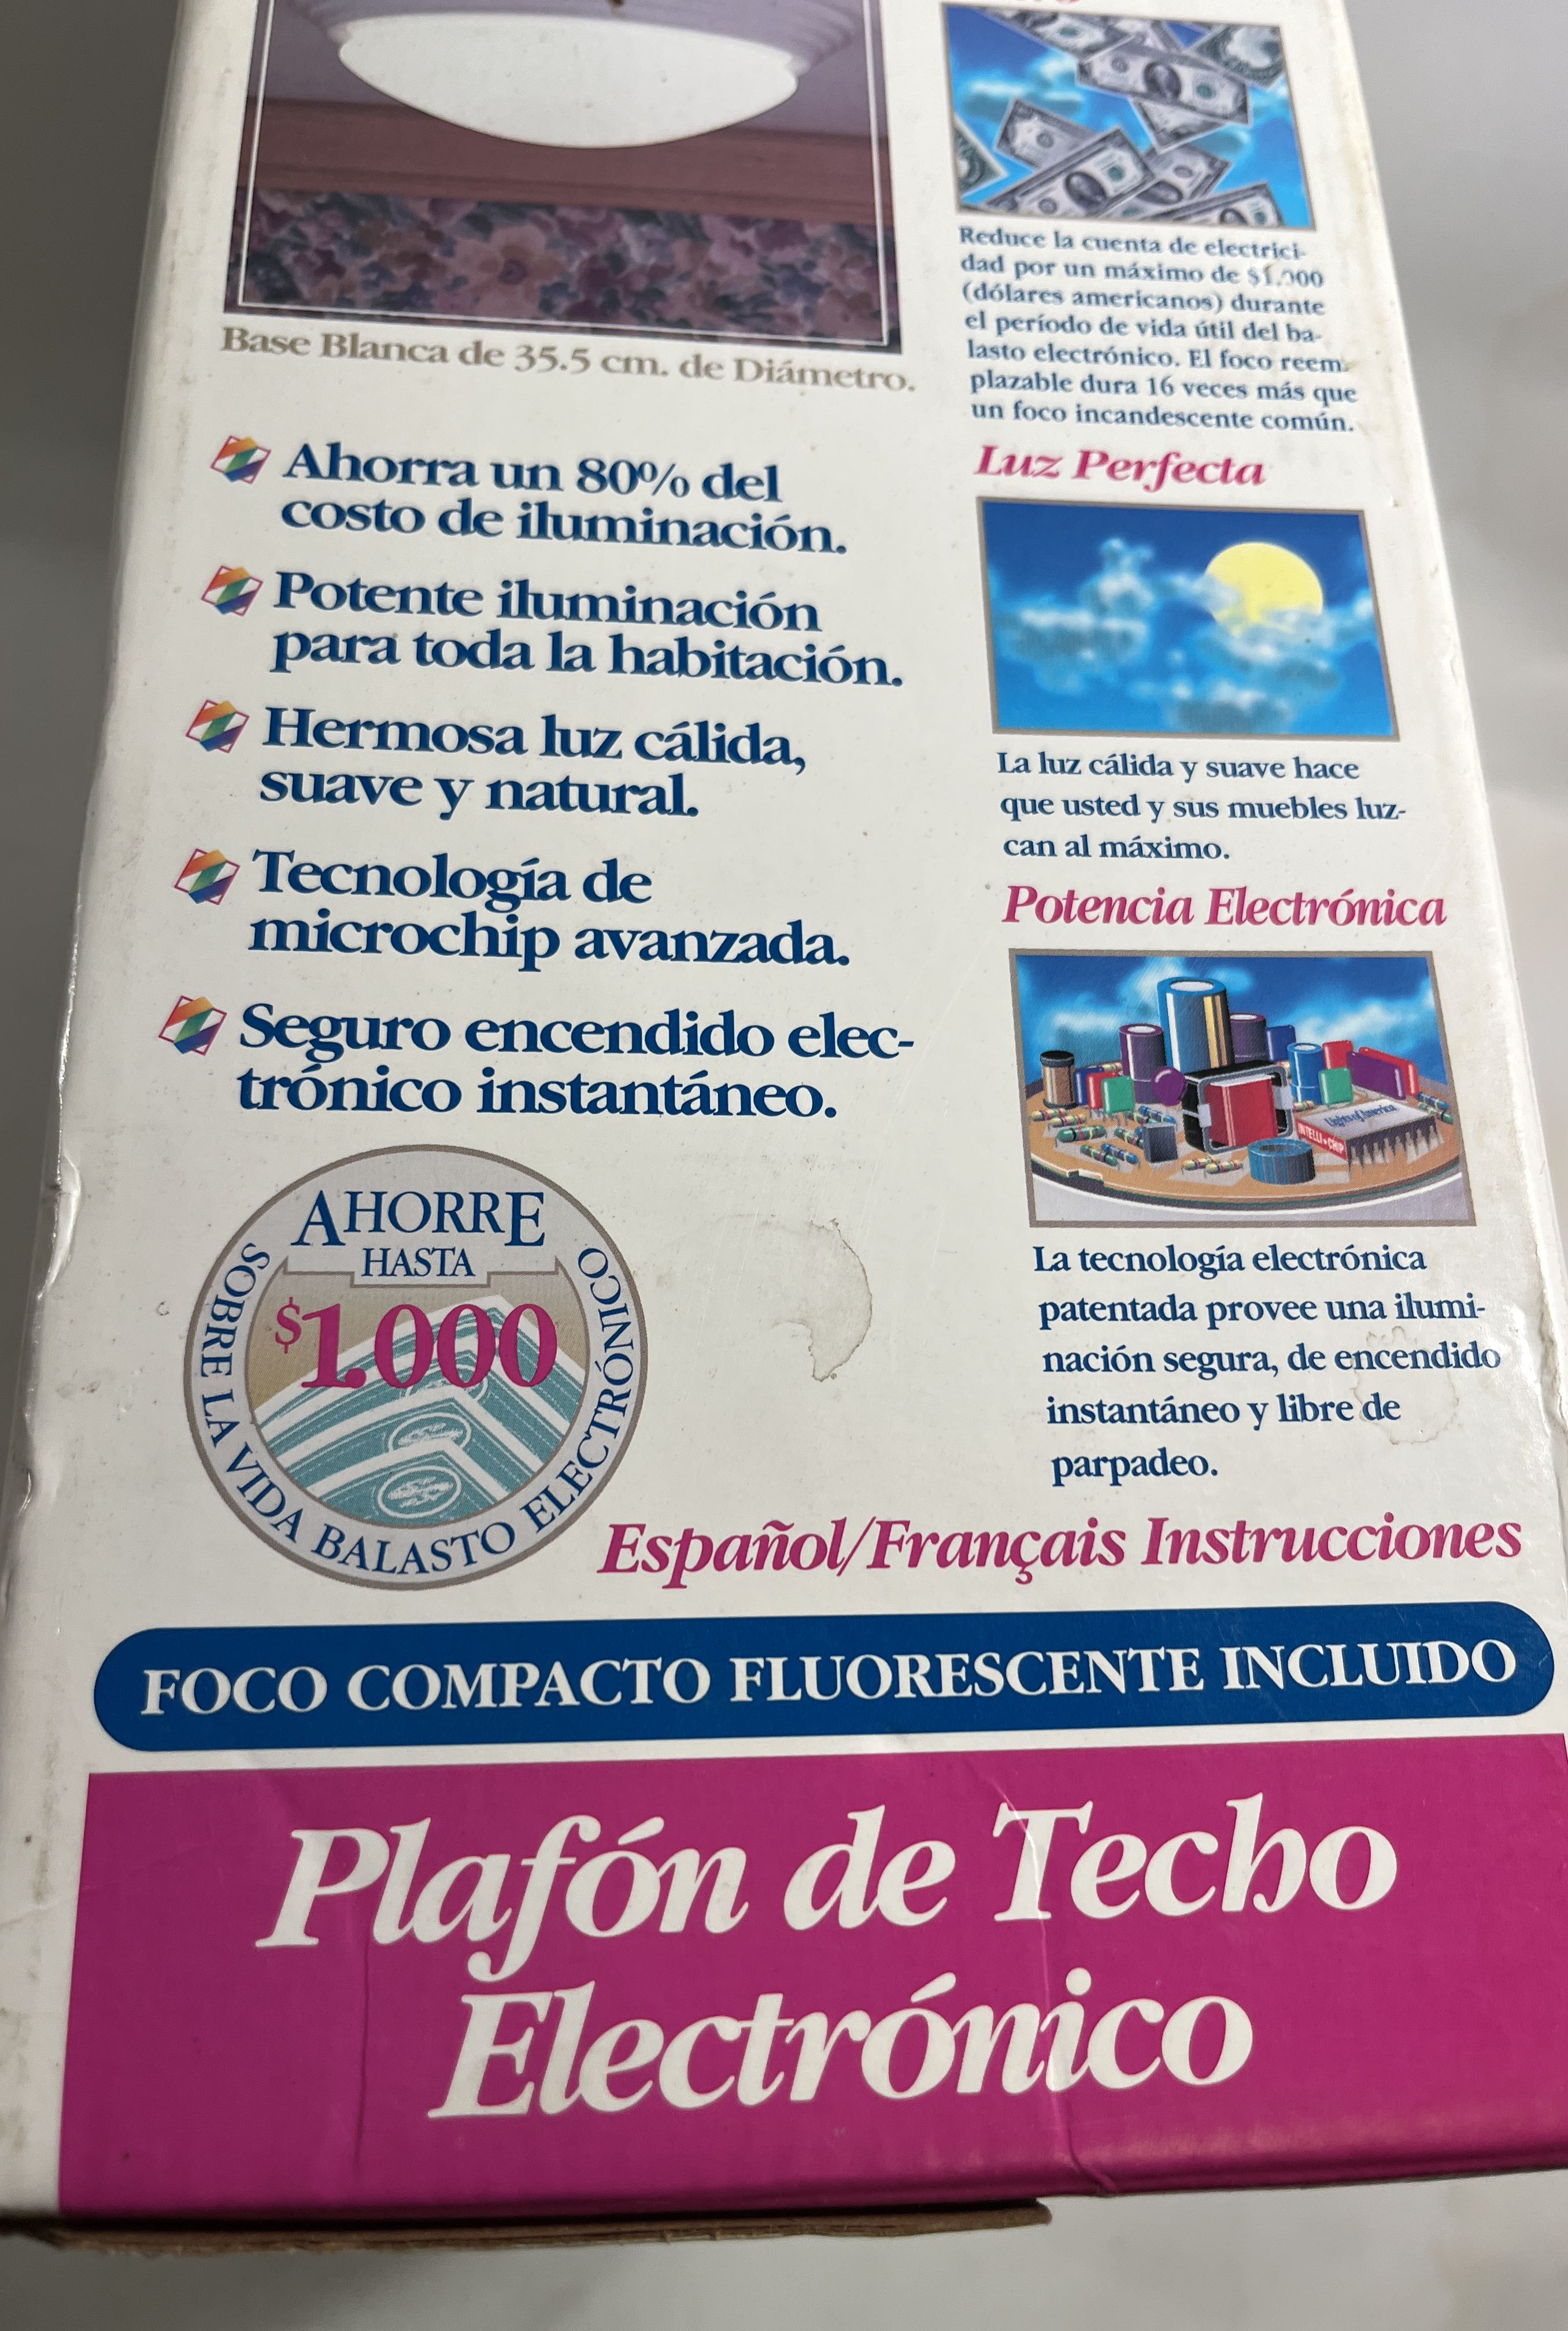 Base Blanca de 35.5 cm. de Diámetro.
Ahorra un 80% del
costo de iluminación.
Potente iluminación
para toda la habitación.
Hermosa luz cálida,
suave y natural.
Tecnología de
microchip avanzada.
Seguro encendido elec-
trónico instantáneo.
AHORRE
HASTA
$1.000
SOBRE LA VIDA BALASTO ELECTRÓNICO
Reduce la cuenta de electrici-
dad por un máximo de $1.000
(dólares americanos) durante
el período de vida útil del ba-
lasto electrónico. El foco reem-
plazable dura 16 veces más que
un foco incandescente común.
Luz Perfecta
La luz cálida y suave hace
que usted y sus muebles luz-
can al máximo.
Potencia Electrónica
Lights of America
INTELLI-CHIP
La tecnología electrónica
patentada provee una ilumi-
nación segura, de encendido
instantáneo y libre de
parpadeo.
Español/Français Instrucciones
FOCO COMPACTO FLUORESCENTE INCLUIDO
Plafón de Techo
Electrónico